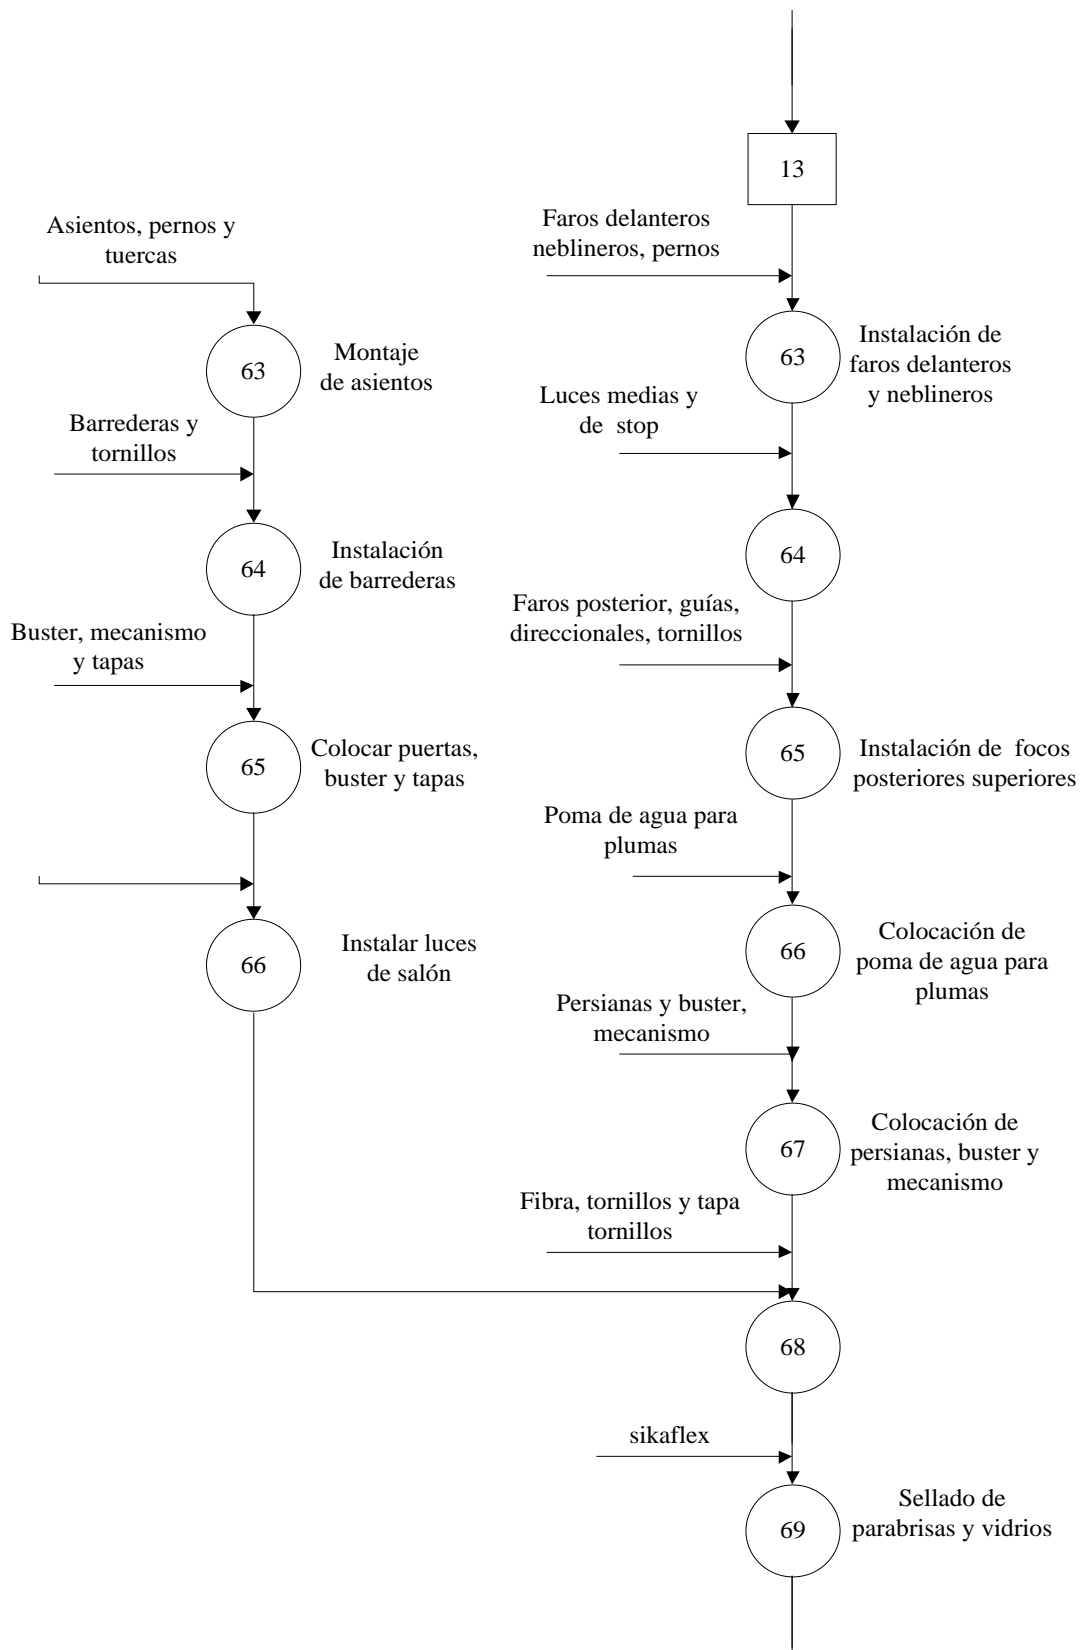 13
Asientos, pernos y
tuercas
Faros delanteros
neblineros, pernos
63
Montaje
de asientos
63
Instalación de
faros delanteros
y neblineros
Barrederas y
tornillos
Luces medias y
de stop
64
Instalación
de barrederas
64
Buster, mecanismo
y tapas
Faros posterior, guías,
direccionales, tornillos
65
Colocar puertas,
buster y tapas
65
Instalación de focos
posteriores superiores
Poma de agua para
plumas
66
Instalar luces
de salón
66
Colocación de
poma de agua para
plumas
Persianas y buster,
mecanismo
67
Colocación de
persianas, buster y
mecanismo
Fibra, tornillos y tapa
tornillos
68
sikaflex
69
Sellado de
parabrisas y vidrios